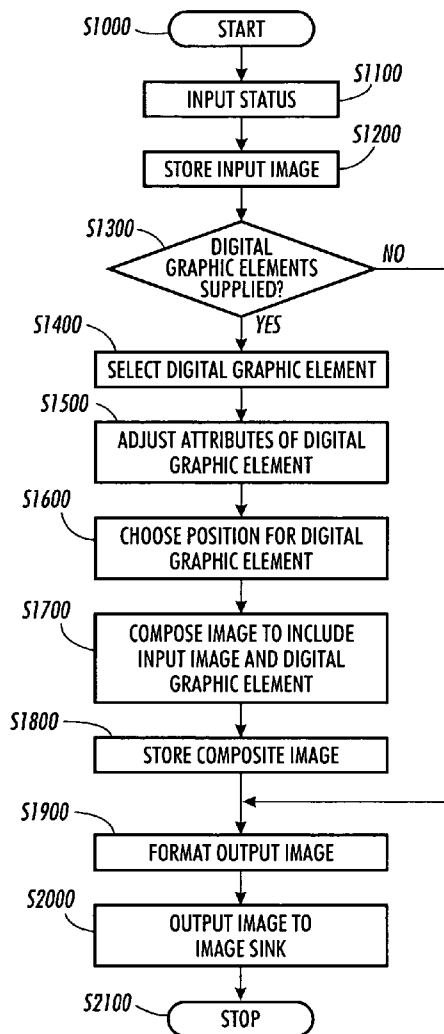 S1000
START
S1100
INPUT STATUS
S1200
STORE INPUT IMAGE
S1300
DIGITAL
GRAPHIC ELEMENTS
SUPPLIED?
NO
YES
S1400
SELECT DIGITAL GRAPHIC ELEMENT
S1500
ADJUST ATTRIBUTES OF DIGITAL
GRAPHIC ELEMENT
S1600
CHOOSE POSITION FOR DIGITAL
GRAPHIC ELEMENT
S1700
COMPOSE IMAGE TO INCLUDE
INPUT IMAGE AND DIGITAL
GRAPHIC ELEMENT
S1800
STORE COMPOSITE IMAGE
S1900
FORMAT OUTPUT IMAGE
S2000
OUTPUT IMAGE TO
IMAGE SINK
S2100
STOP